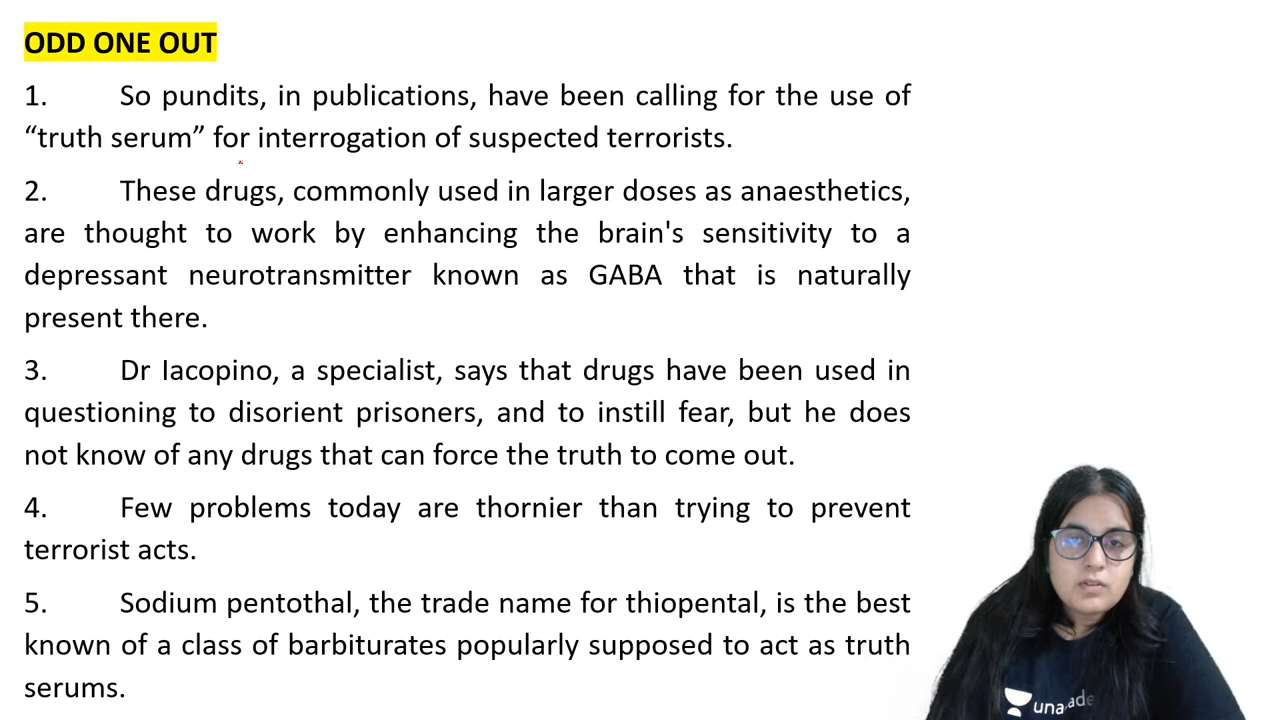 ODD ONE OUT
1. So pundits, in publications, have been calling for the use of
“truth serum” for interrogation of suspected terrorists.
2. These drugs, commonly used in larger doses as anaesthetics,
are thought to work by enhancing the brain's sensitivity to a
depressant neurotransmitter known as GABA that is naturally
present there.
3. Dr Iacopino, a specialist, says that drugs have been used in
questioning to disorient prisoners, and to instill fear, but he does
not know of any drugs that can force the truth to come out.
4. Few problems today are thornier than trying to prevent
terrorist acts.
5. Sodium pentothal, the trade name for thiopental, is the best
known of a class of barbiturates popularly supposed to act as truth
serums.